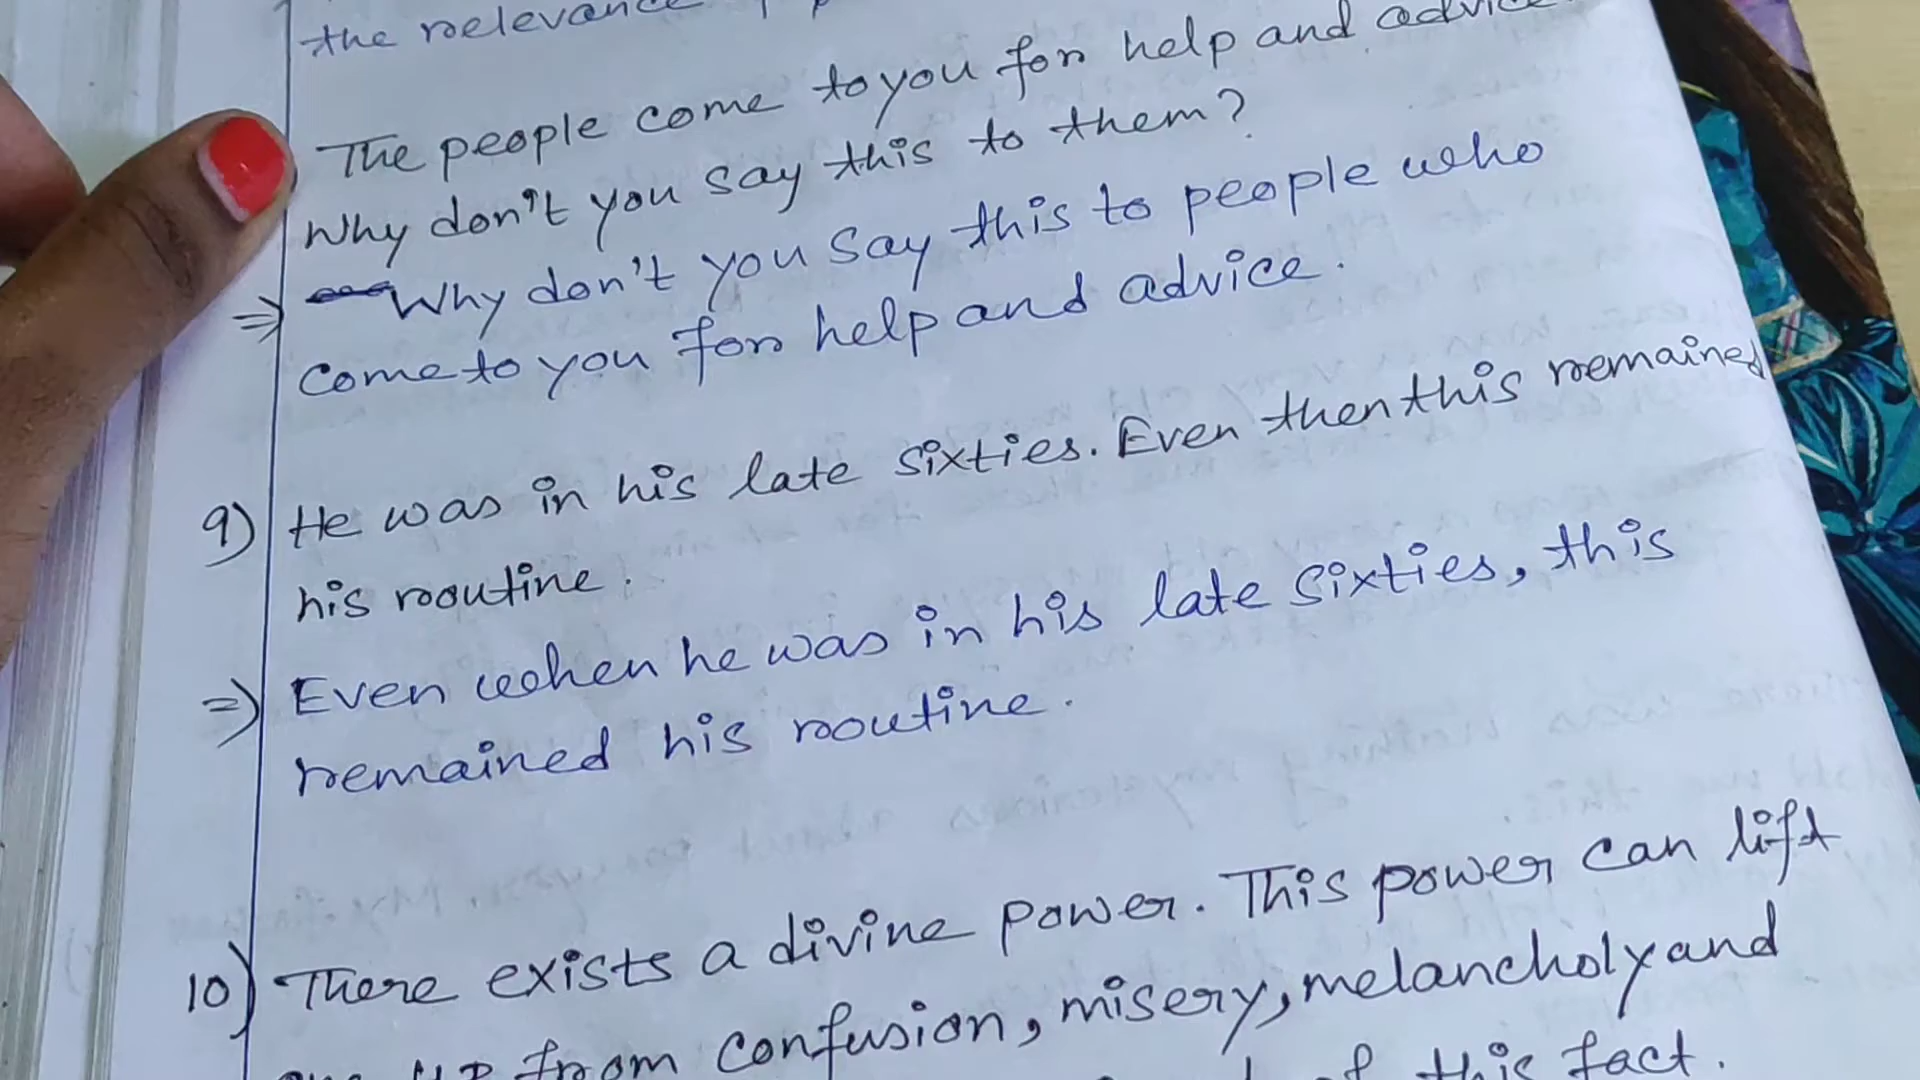 the relevance
The people come to you for help and advice.
Why don't you say this to them?
⇒ Why don't you say this to people who
come to you for help and advice.
9) He was in his late sixties. Even then this remained
his routine.
⇒ Even when he was in his late sixties, this
remained his routine.
10) There exists a divine power. This power can lift
from confusion, misery, melancholy and
of this fact.